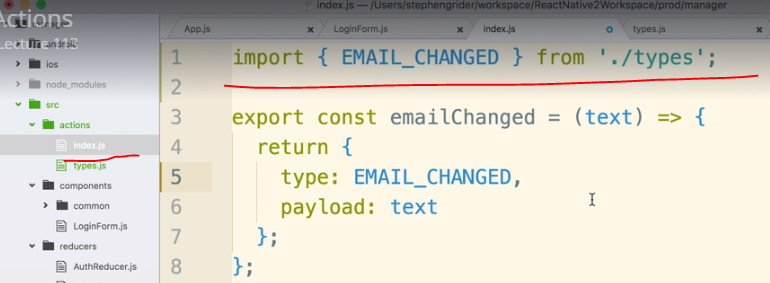 index.js — /Users/stephengrider/workspace/ReactNative2Workspace/prod/manager
Actions
Lecture 113
android
ios
node_modules
src
actions
index.js
types.js
components
common
LoginForm.js
reducers
AuthReducer.js
App.js x
LoginForm.js x
index.js
types.js x
1 import { EMAIL_CHANGED } from './types';
2
3 export const emailChanged = (text) => {
4 return {
5 type: EMAIL_CHANGED,
6 payload: text
7 };
8 };